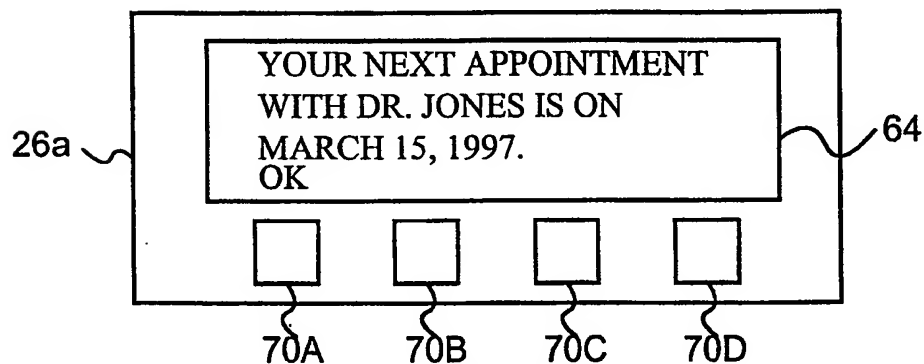 YOUR NEXT APPOINTMENT
WITH DR. JONES IS ON
MARCH 15, 1997.
OK
26a
64
70A 70B 70C 70D